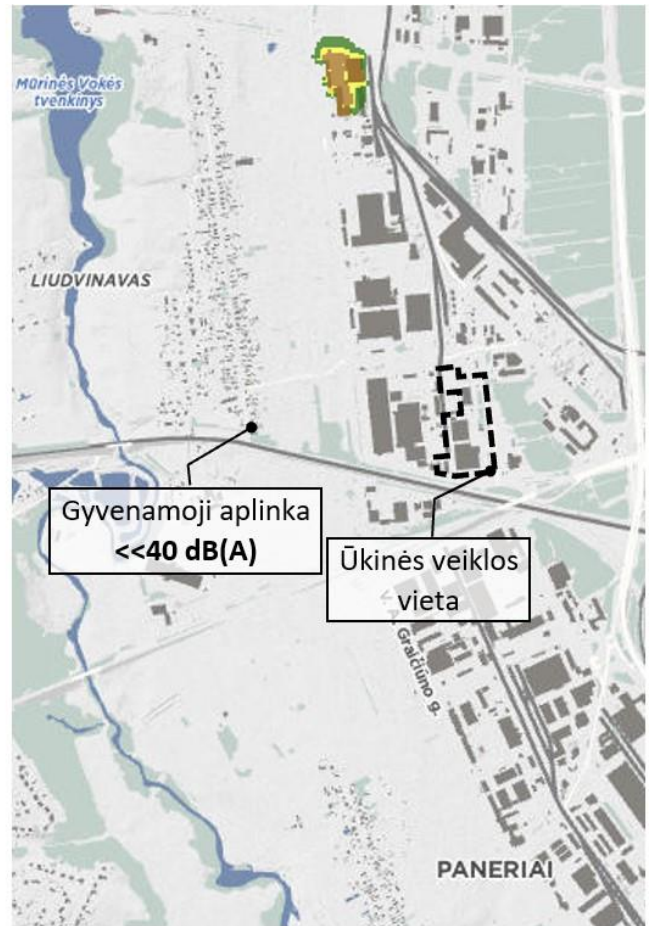 Mūrinės Vokės
tvenkinys
LIUDVINAVAS
Gyvenamoji aplinka
<<40 dB(A)
Ūkinės veiklos
vieta
V. A. Graičiūno g.
PANERIAI